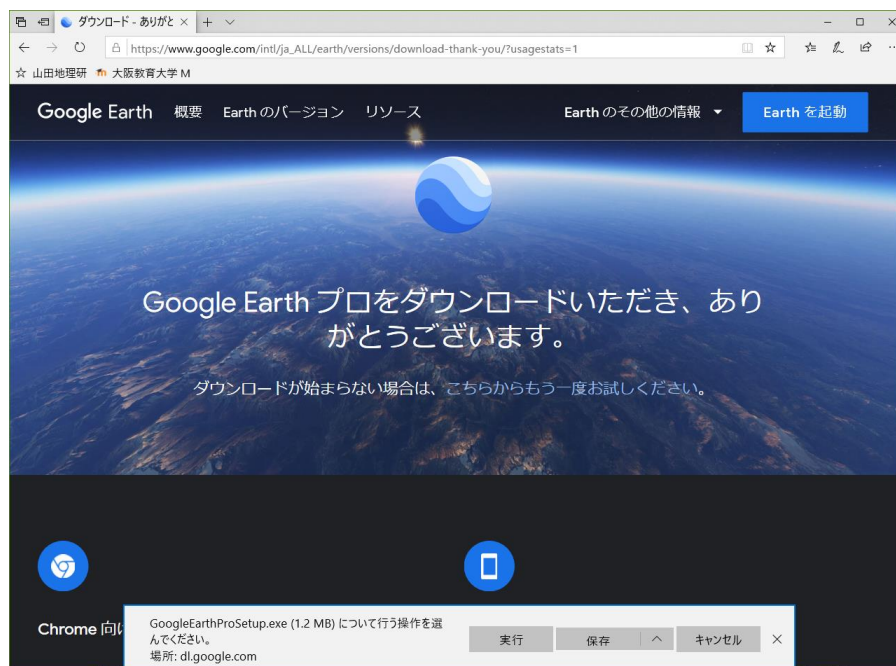 ダウンロード - ありがと
https://www.google.com/intl/ja_ALL/earth/versions/download-thank-you/?usagestats=1
山田地理研 大阪教育大学 M
Google Earth 概要 Earth のバージョン リソース Earth のその他の情報 Earth を起動
Google Earth プロをダウンロードいただき、あり
がとうございます。
ダウンロードが始まらない場合は、こちらからもう一度お試しください。
Chrome 向け
GoogleEarthProSetup.exe (1.2 MB) について行う操作を選
んでください。
場所: dl.google.com
実行 保存 キャンセル